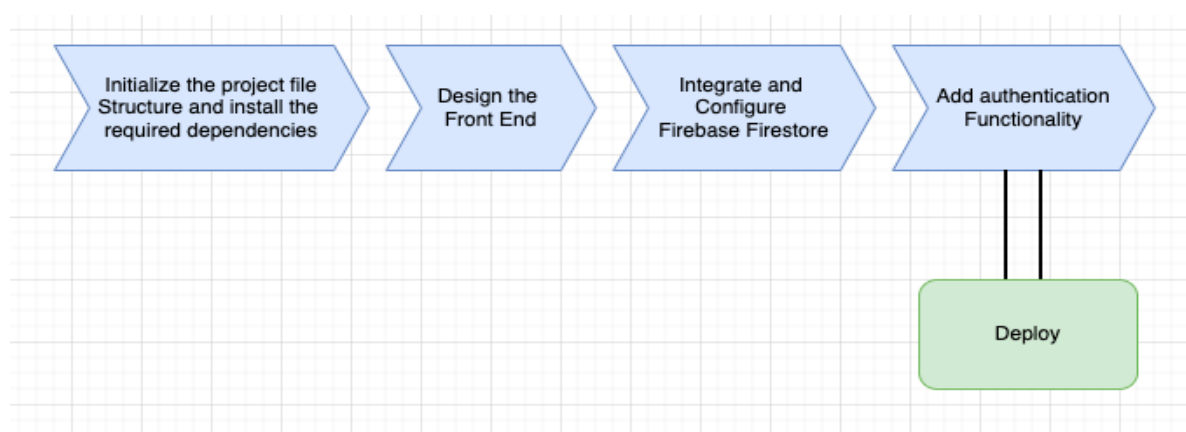 Initialize the project file
Structure and install the
required dependencies
Design the
Front End
Integrate and
Configure
Firebase Firestore
Add authentication
Functionality
Deploy